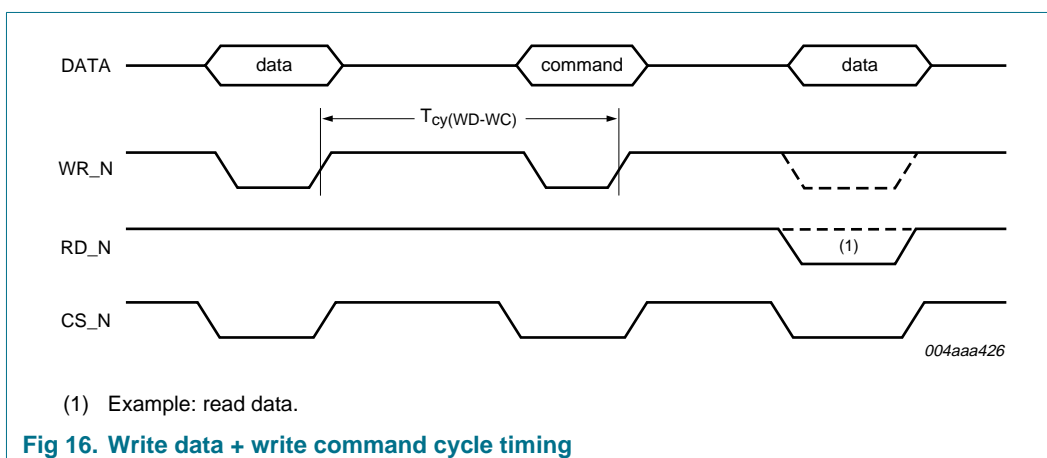 DATA data command data
Tcy(WD-WC)
WR_N
RD_N (1)
CS_N
004aaa426
(1) Example: read data.
Fig 16. Write data + write command cycle timing